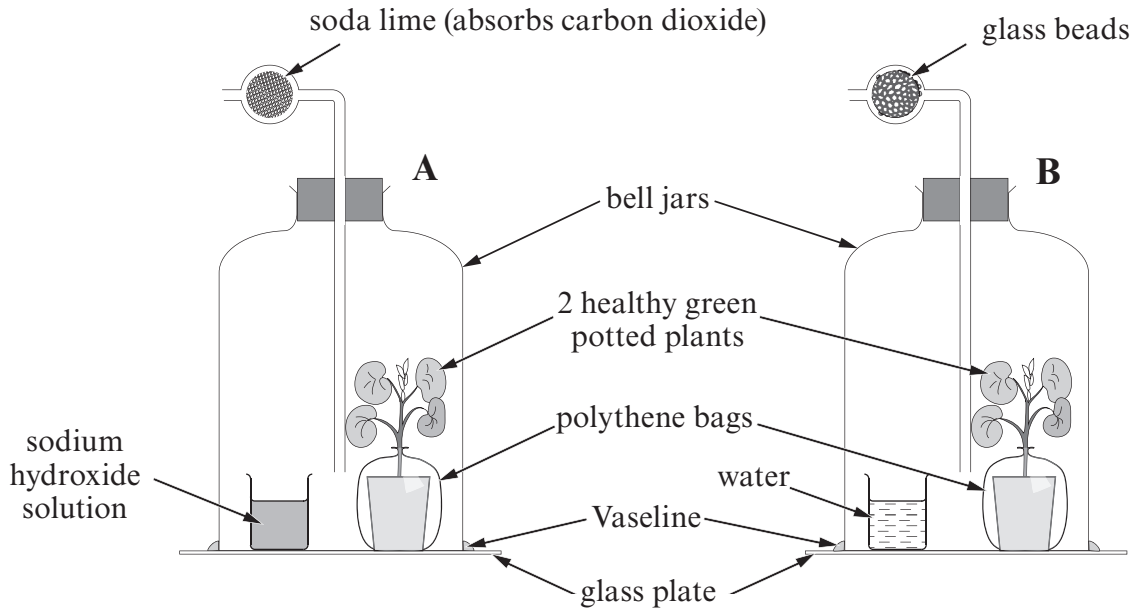 soda lime (absorbs carbon dioxide)
glass beads
A
B
bell jars
2 healthy green
potted plants
polythene bags
sodium
hydroxide
solution
water
Vaseline
glass plate